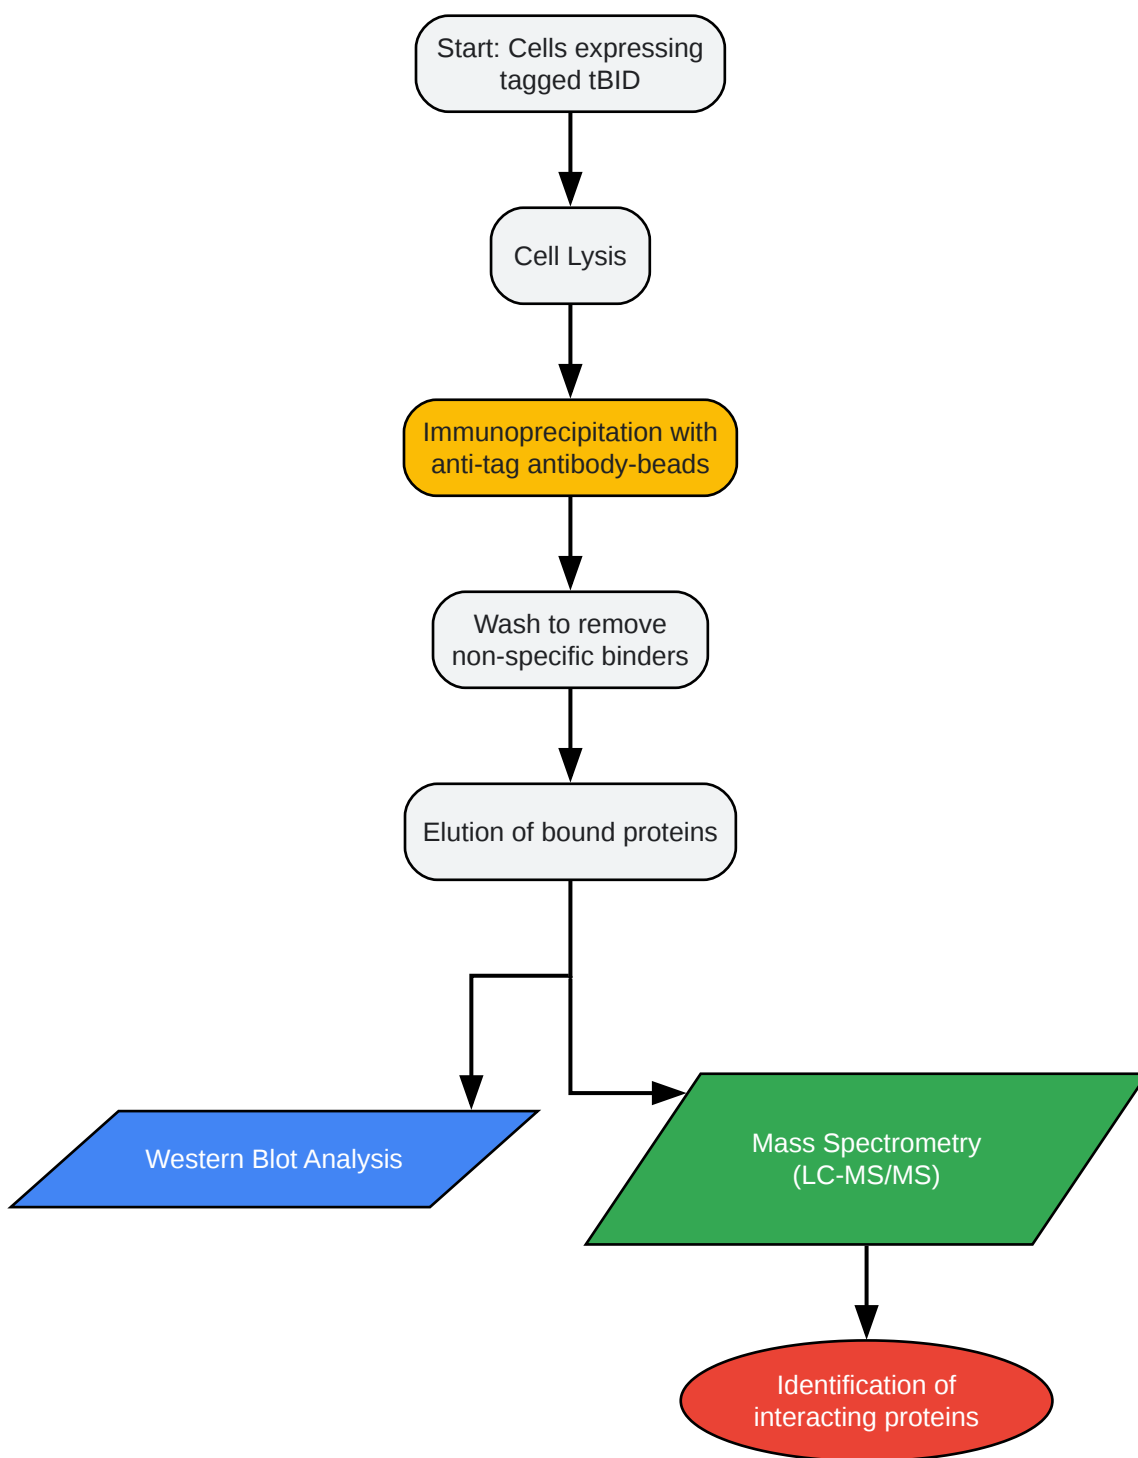 Start: Cells expressing
tagged tBID
Cell Lysis
Immunoprecipitation with
anti-tag antibody-beads
Wash to remove
non-specific binders
Elution of bound proteins
Western Blot Analysis
Mass Spectrometry
(LC-MS/MS)
Identification of
interacting proteins